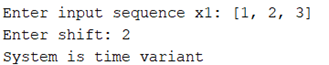 Enter input sequence x1: [1, 2, 3]
Enter shift: 2
System is time variant